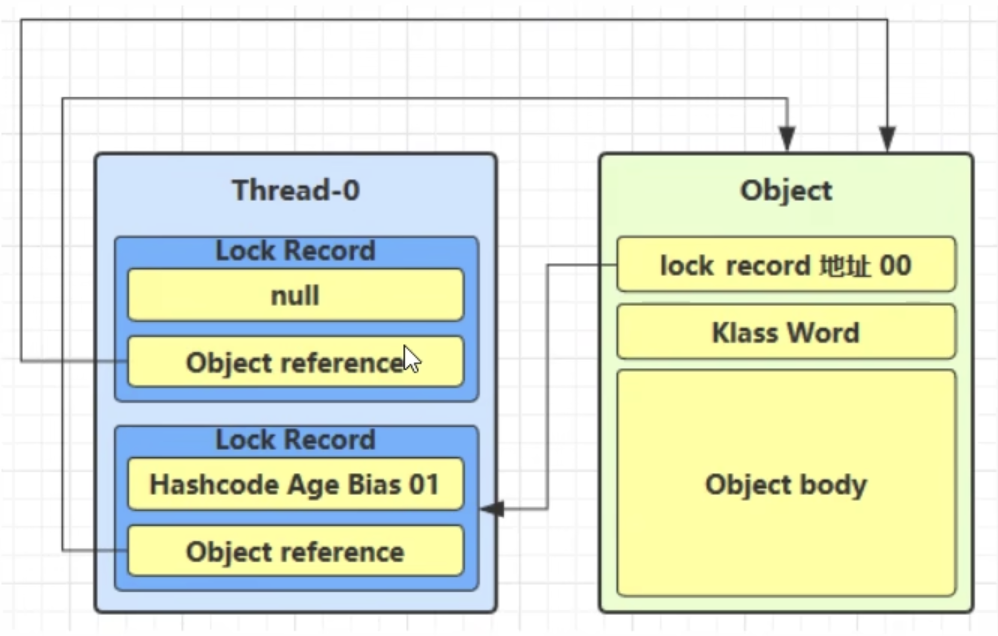 Thread-0
Lock Record
null
Object reference
Lock Record
Hashcode Age Bias 01
Object reference
Object
lock record 地址 00
Klass Word
Object body